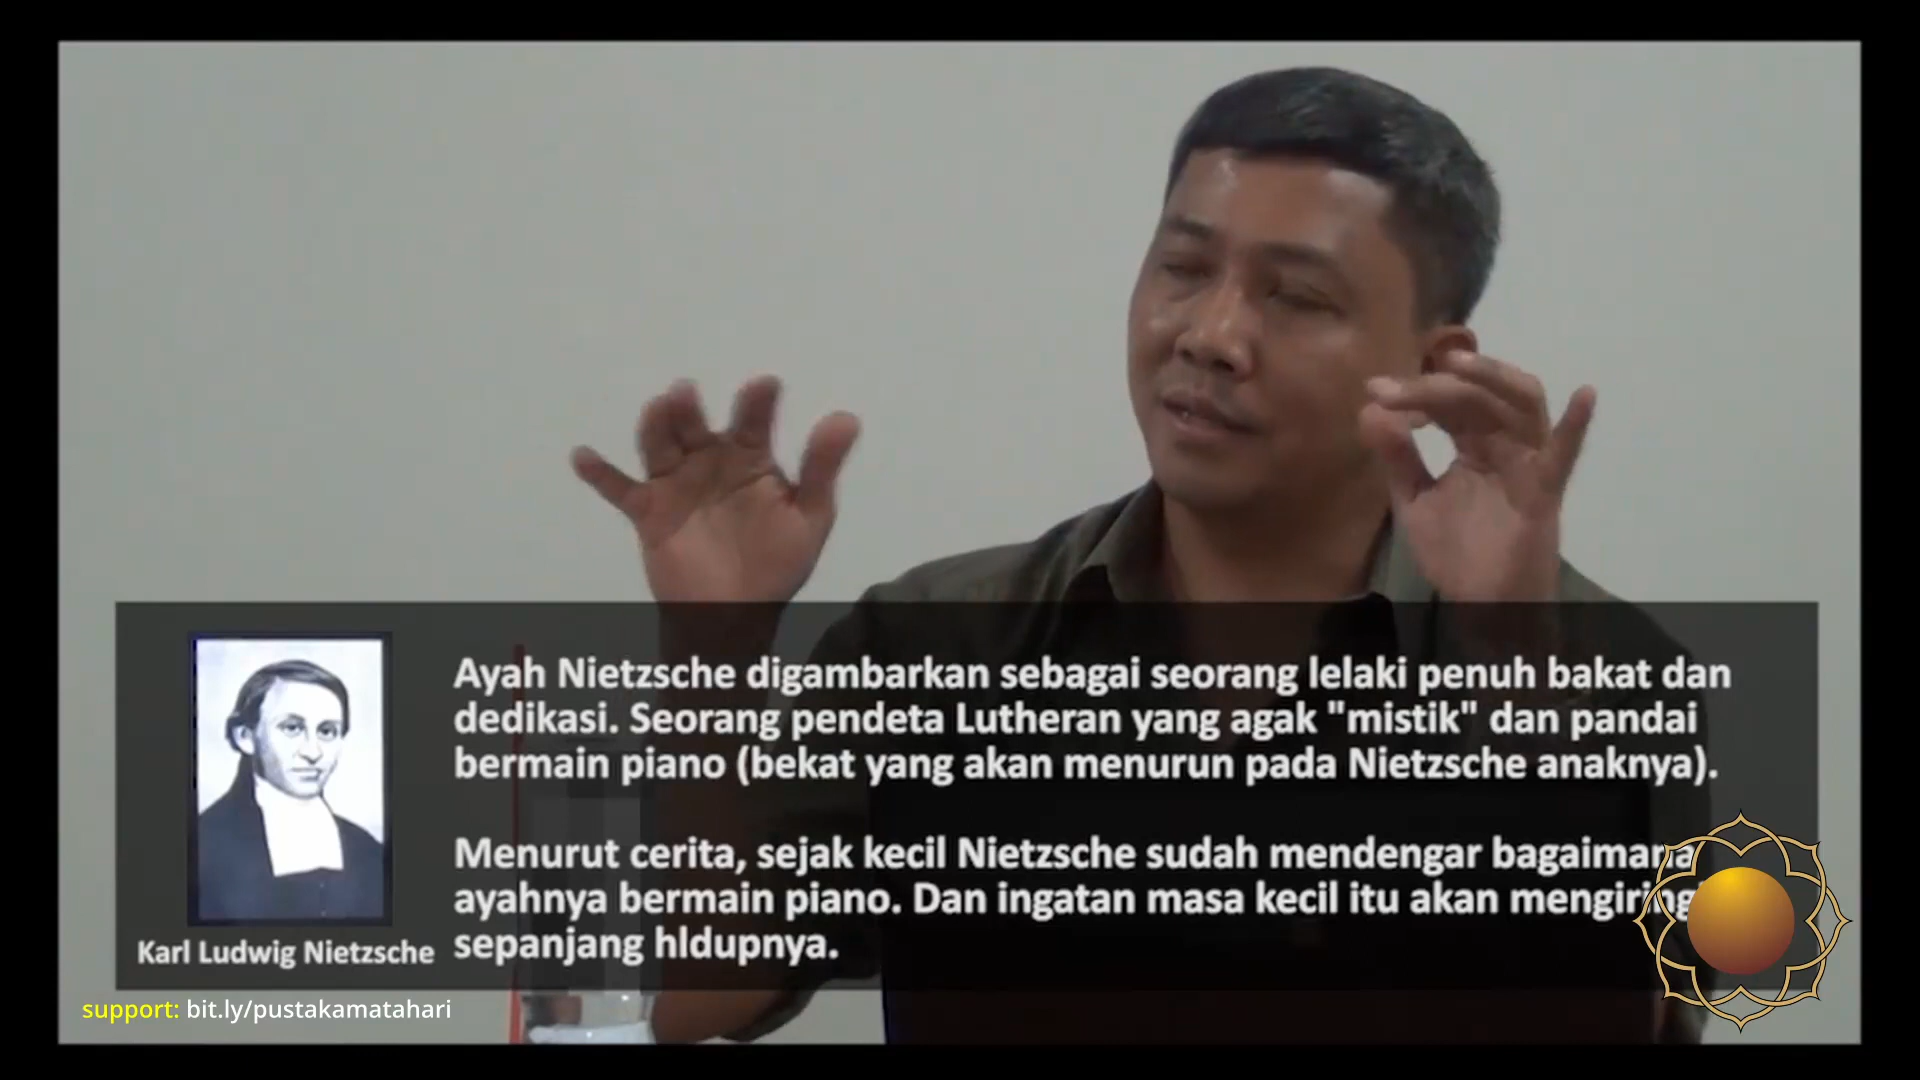 Ayah Nietzsche digambarkan sebagai seorang lelaki penuh bakat dan
dedikasi. Seorang pendeta Lutheran yang agak "mistik" dan pandai
bermain piano (bekat yang akan menurun pada Nietzsche anaknya).
Menurut cerita, sejak kecil Nietzsche sudah mendengar bagaimana
ayahnya bermain piano. Dan ingatan masa kecil itu akan mengiringi
sepanjang hldupnya.
Karl Ludwig Nietzsche
support: bit.ly/pustakamatahari